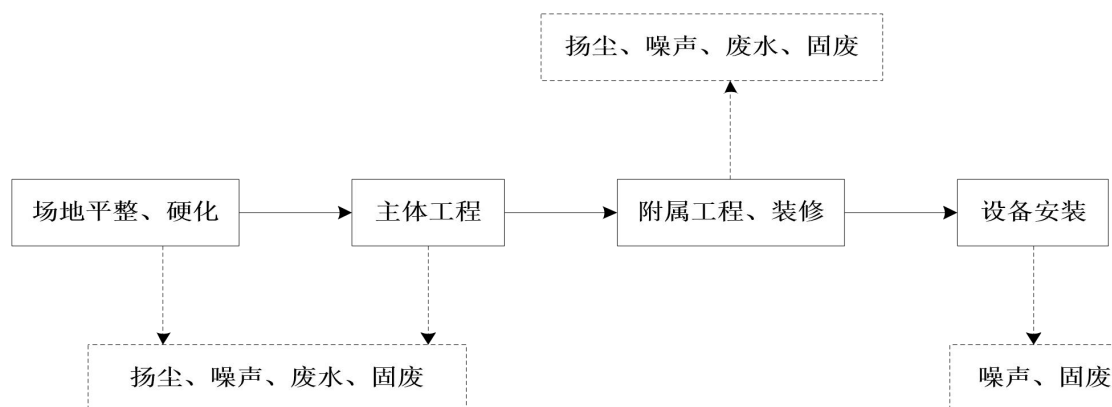 扬尘、噪声、废水、固废
场地平整、硬化
主体工程
附属工程、装修
设备安装
扬尘、噪声、废水、固废
噪声、固废